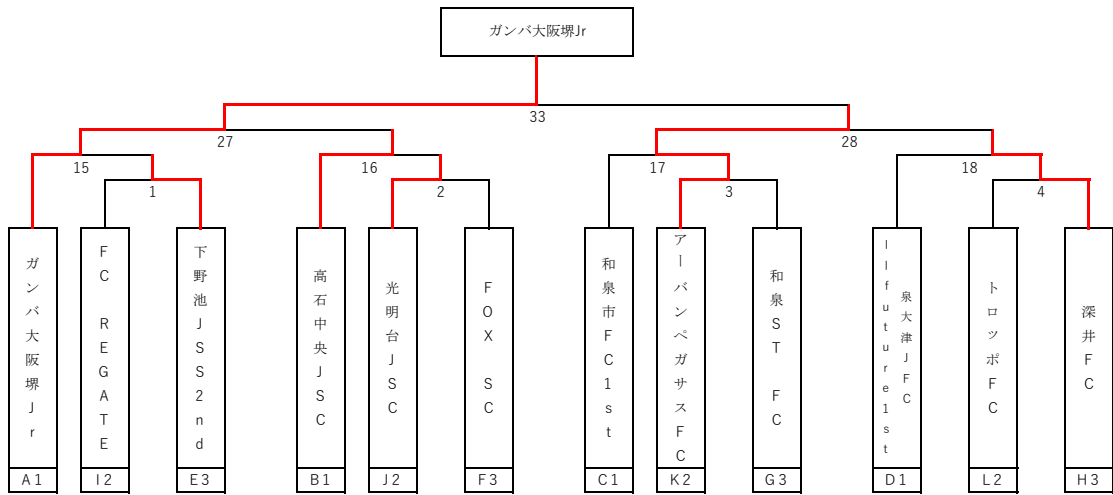 ガンバ大阪堺Jr
33
27
28
15
16
17
18
1
2
3
4
ガンバ大阪堺Jr
FC REGATE
下野池JSS2nd
高石中央JSC
光明台JSC
FOX SC
和泉市FC1st
アーバンペガサスFC
和泉ST FC
泉大津JFC
IIfuture1st
トロッポFC
深井FC
A1
I2
E3
B1
J2
F3
C1
K2
G3
D1
L2
H3